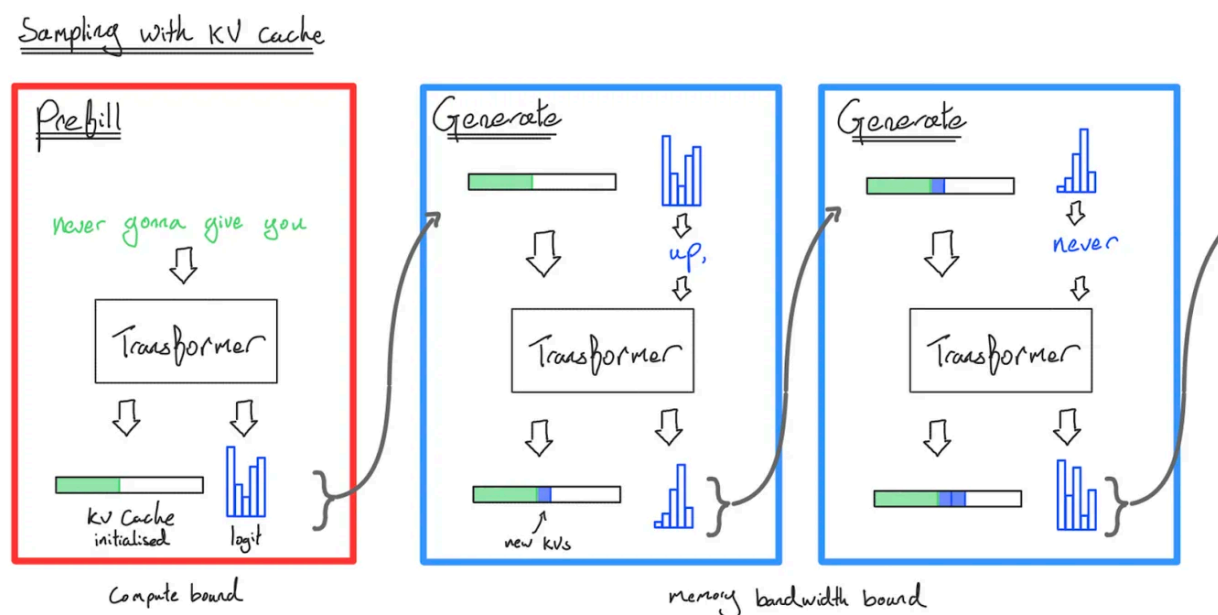 Sampling with KV Cache
Prefill
never gonna give you
Transformer
KV Cache
initialised
logit
Compute bound
Generate
up,
Transformer
new KVs
Generate
never
Transformer
memory bandwidth bound